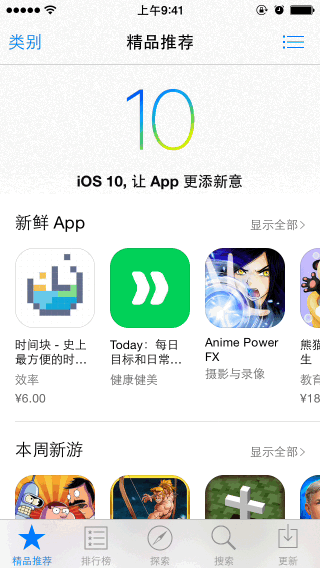 上午9:41
类别
精品推荐
10
iOS 10, 让 App 更添新意
新鲜 App
显示全部
时间块 - 史上
最方便的时…
效率
¥6.00
Today：每日
目标和日常…
健康健美
Anime Power
FX
摄影与录像
熊猫
生
教育
¥18
本周新游
显示全部
精品推荐
排行榜
探索
搜索
更新